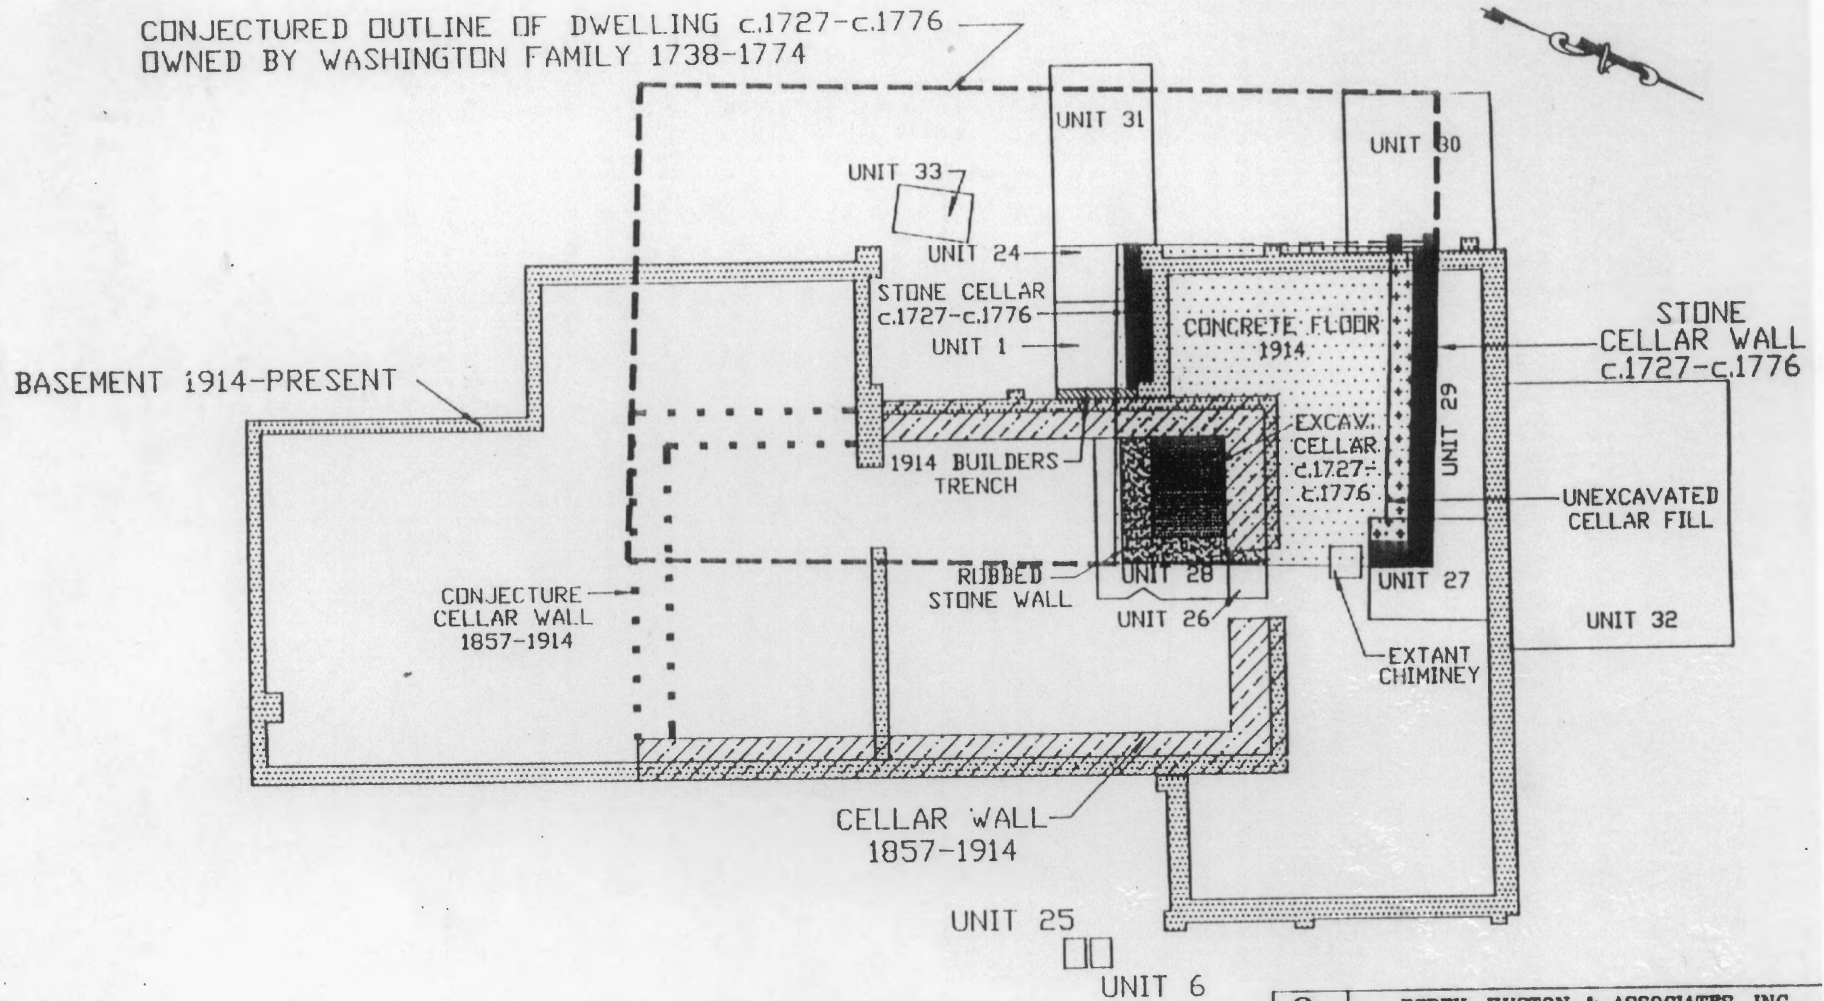 CONJECTURED OUTLINE OF DWELLING c.1727-c.1776
OWNED BY WASHINGTON FAMILY 1738-1774
UNIT 31
UNIT 30
UNIT 33
UNIT 24
STONE CELLAR
c.1727-c.1776
UNIT 1
CONCRETE FLOOR
1914
STONE
CELLAR WALL
c.1727-c.1776
BASEMENT 1914-PRESENT
UNIT 29
EXCAV.
CELLAR
c.1727-
c.1776
1914 BUILDERS
TRENCH
UNEXCAVATED
CELLAR FILL
RUBBED
STONE WALL
UNIT 28
UNIT 27
CONJECTURE
CELLAR WALL
1857-1914
UNIT 26
UNIT 32
EXTANT
CHIMINEY
CELLAR WALL
1857-1914
UNIT 25
UNIT 6
& ASSOCIATES, INC.